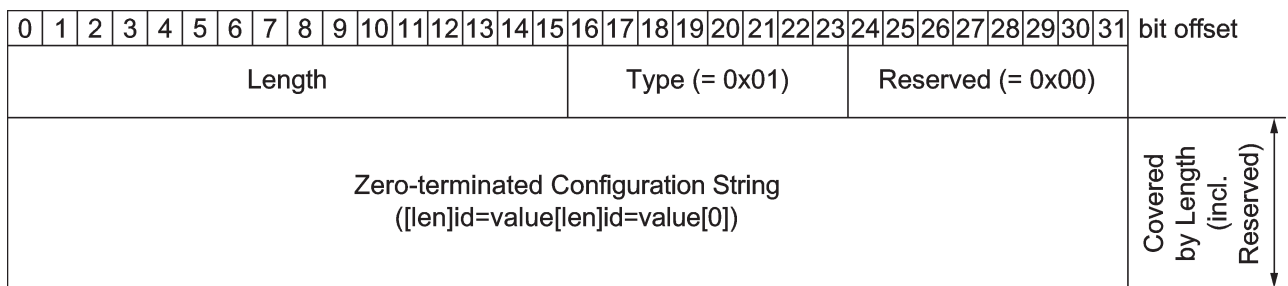 0 1 2 3 4 5 6 7 8 9 10 11 12 13 14 15 16 17 18 19 20 21 22 23 24 25 26 27 28 29 30 31 bit offset
Length Type (= 0x01) Reserved (= 0x00)
Zero-terminated Configuration String
([len]id=value[len]id=value[0])
Covered
by Length
(incl.
Reserved)